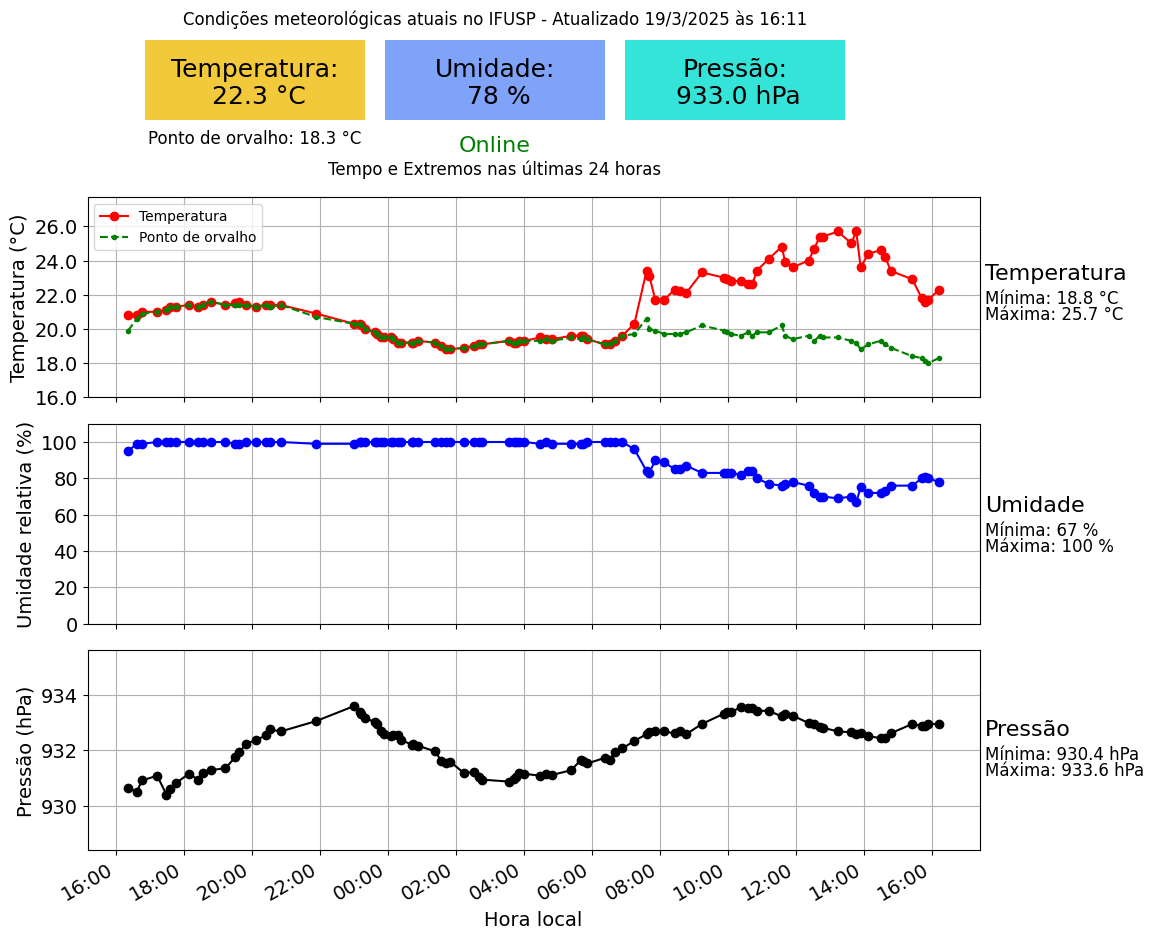 Condições meteorológicas atuais no IFUSP - Atualizado 19/3/2025 às 16:11
Temperatura:
22.3 °C
Umidade:
78 %
Pressão:
933.0 hPa
Ponto de orvalho: 18.3 °C
Online
Tempo e Extremos nas últimas 24 horas
Temperatura
Ponto de orvalho
Temperatura (°C)
26.0
24.0
22.0
20.0
18.0
16.0
Temperatura
Mínima: 18.8 °C
Máxima: 25.7 °C
Umidade relativa (%)
100
80
60
40
20
0
Umidade
Mínima: 67 %
Máxima: 100 %
Pressão (hPa)
934
932
930
Pressão
Mínima: 930.4 hPa
Máxima: 933.6 hPa
16:00 18:00 20:00 22:00 00:00 02:00 04:00 06:00 08:00 10:00 12:00 14:00 16:00
Hora local